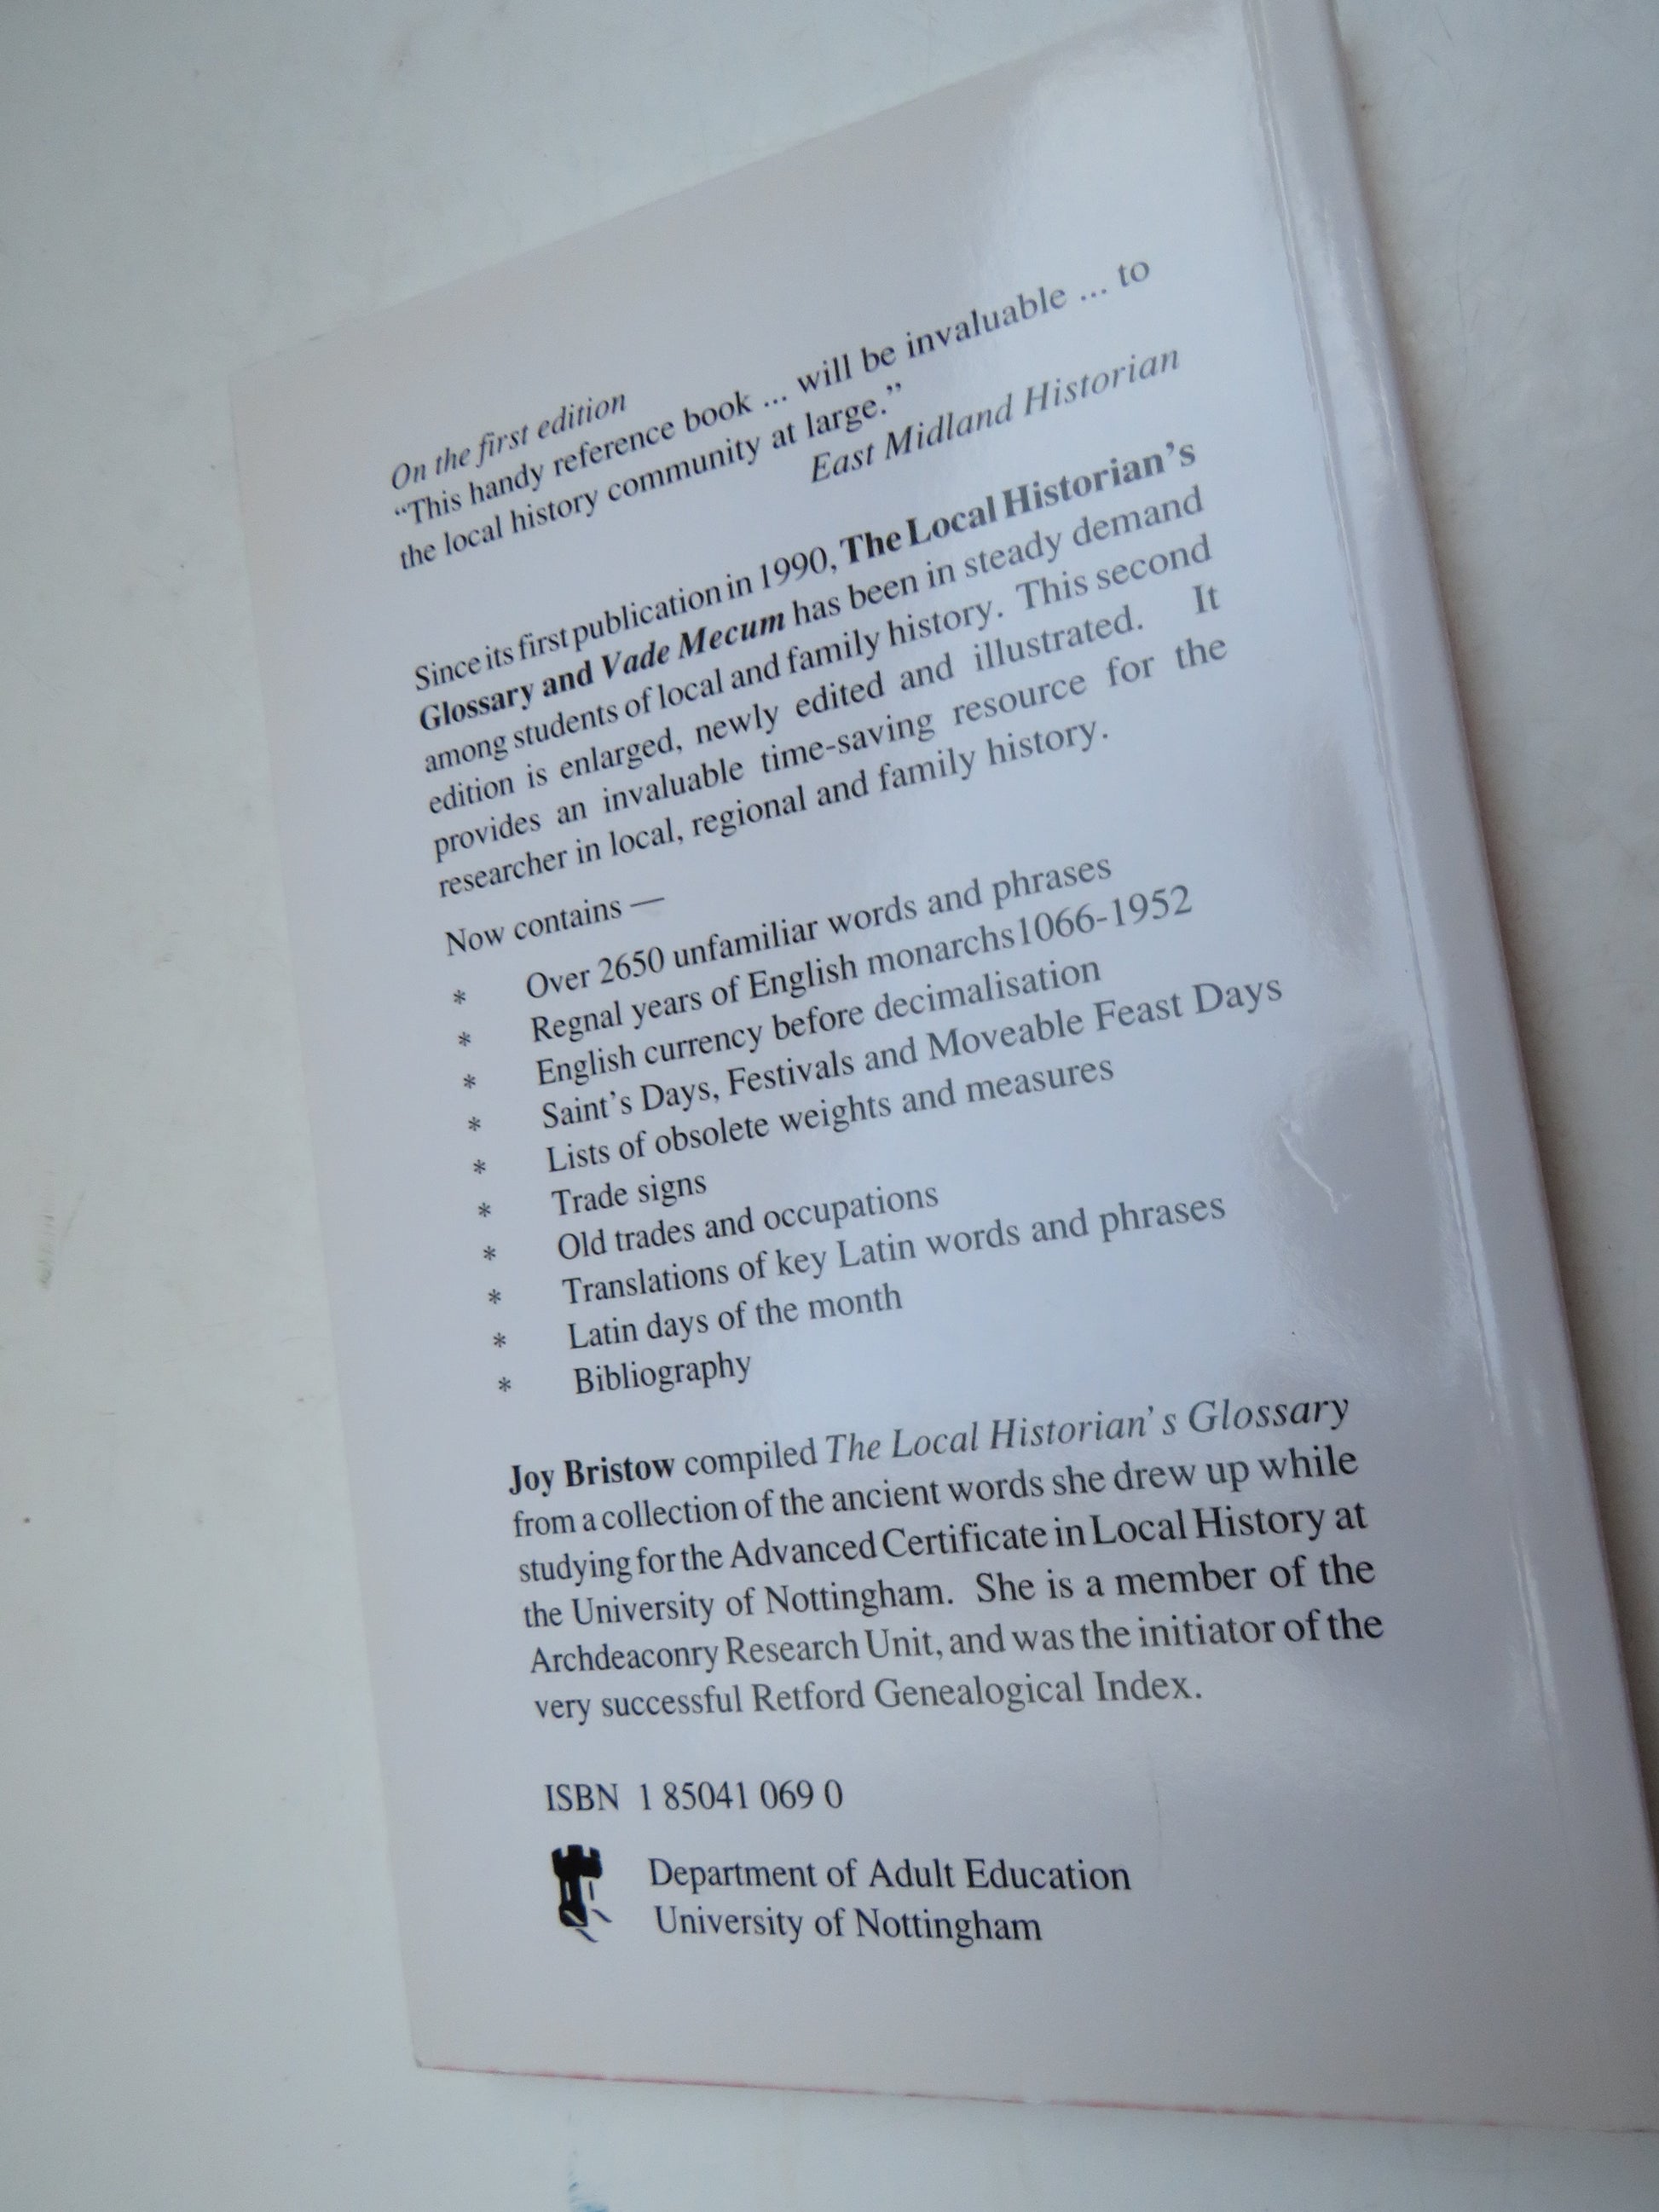 On the first edition
“This handy reference book ... will be invaluable ... to
the local history community at large.”
East Midland Historian
Since its first publication in 1990, The Local Historian’s
Glossary and Vade Mecum has been in steady demand
among students of local and family history. This second
edition is enlarged, newly edited and illustrated. It
provides an invaluable time-saving resource for the
researcher in local, regional and family history.
Now contains —
* Over 2650 unfamiliar words and phrases
* Regnal years of English monarchs1066-1952
* English currency before decimalisation
* Saint’s Days, Festivals and Moveable Feast Days
* Lists of obsolete weights and measures
* Trade signs
* Old trades and occupations
* Translations of key Latin words and phrases
* Latin days of the month
* Bibliography
Joy Bristow compiled The Local Historian’s Glossary
from a collection of the ancient words she drew up while
studying for the Advanced Certificate in Local History at
the University of Nottingham. She is a member of the
Archdeaconry Research Unit, and was the initiator of the
very successful Retford Genealogical Index.
ISBN 1 85041 069 0
Department of Adult Education
University of Nottingham